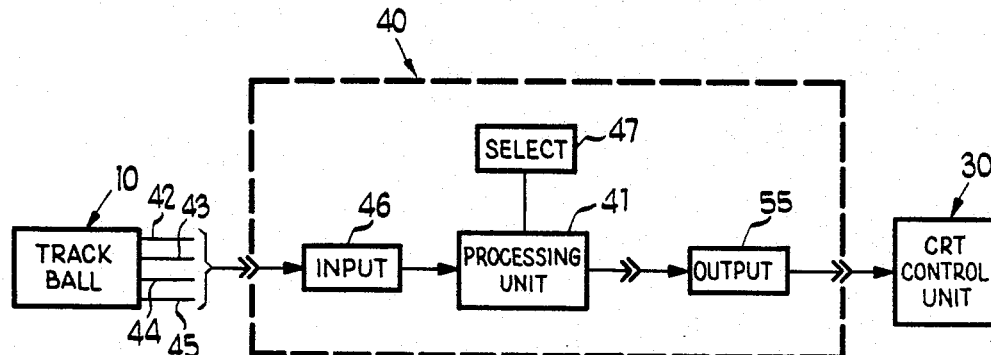 40
SELECT
47
10
42
43
46
41
55
30
TRACK
BALL
INPUT
PROCESSING
UNIT
OUTPUT
CRT
CONTROL
UNIT
44
45